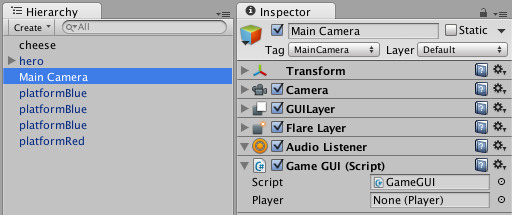 Hierarchy
Create
All
cheese
hero
Main Camera
platformBlue
platformBlue
platformBlue
platformRed
Inspector
Main Camera
Static
Tag MainCamera Layer Default
Transform
Camera
GUILayer
Flare Layer
Audio Listener
Game GUI (Script)
Script GameGUI
Player None (Player)